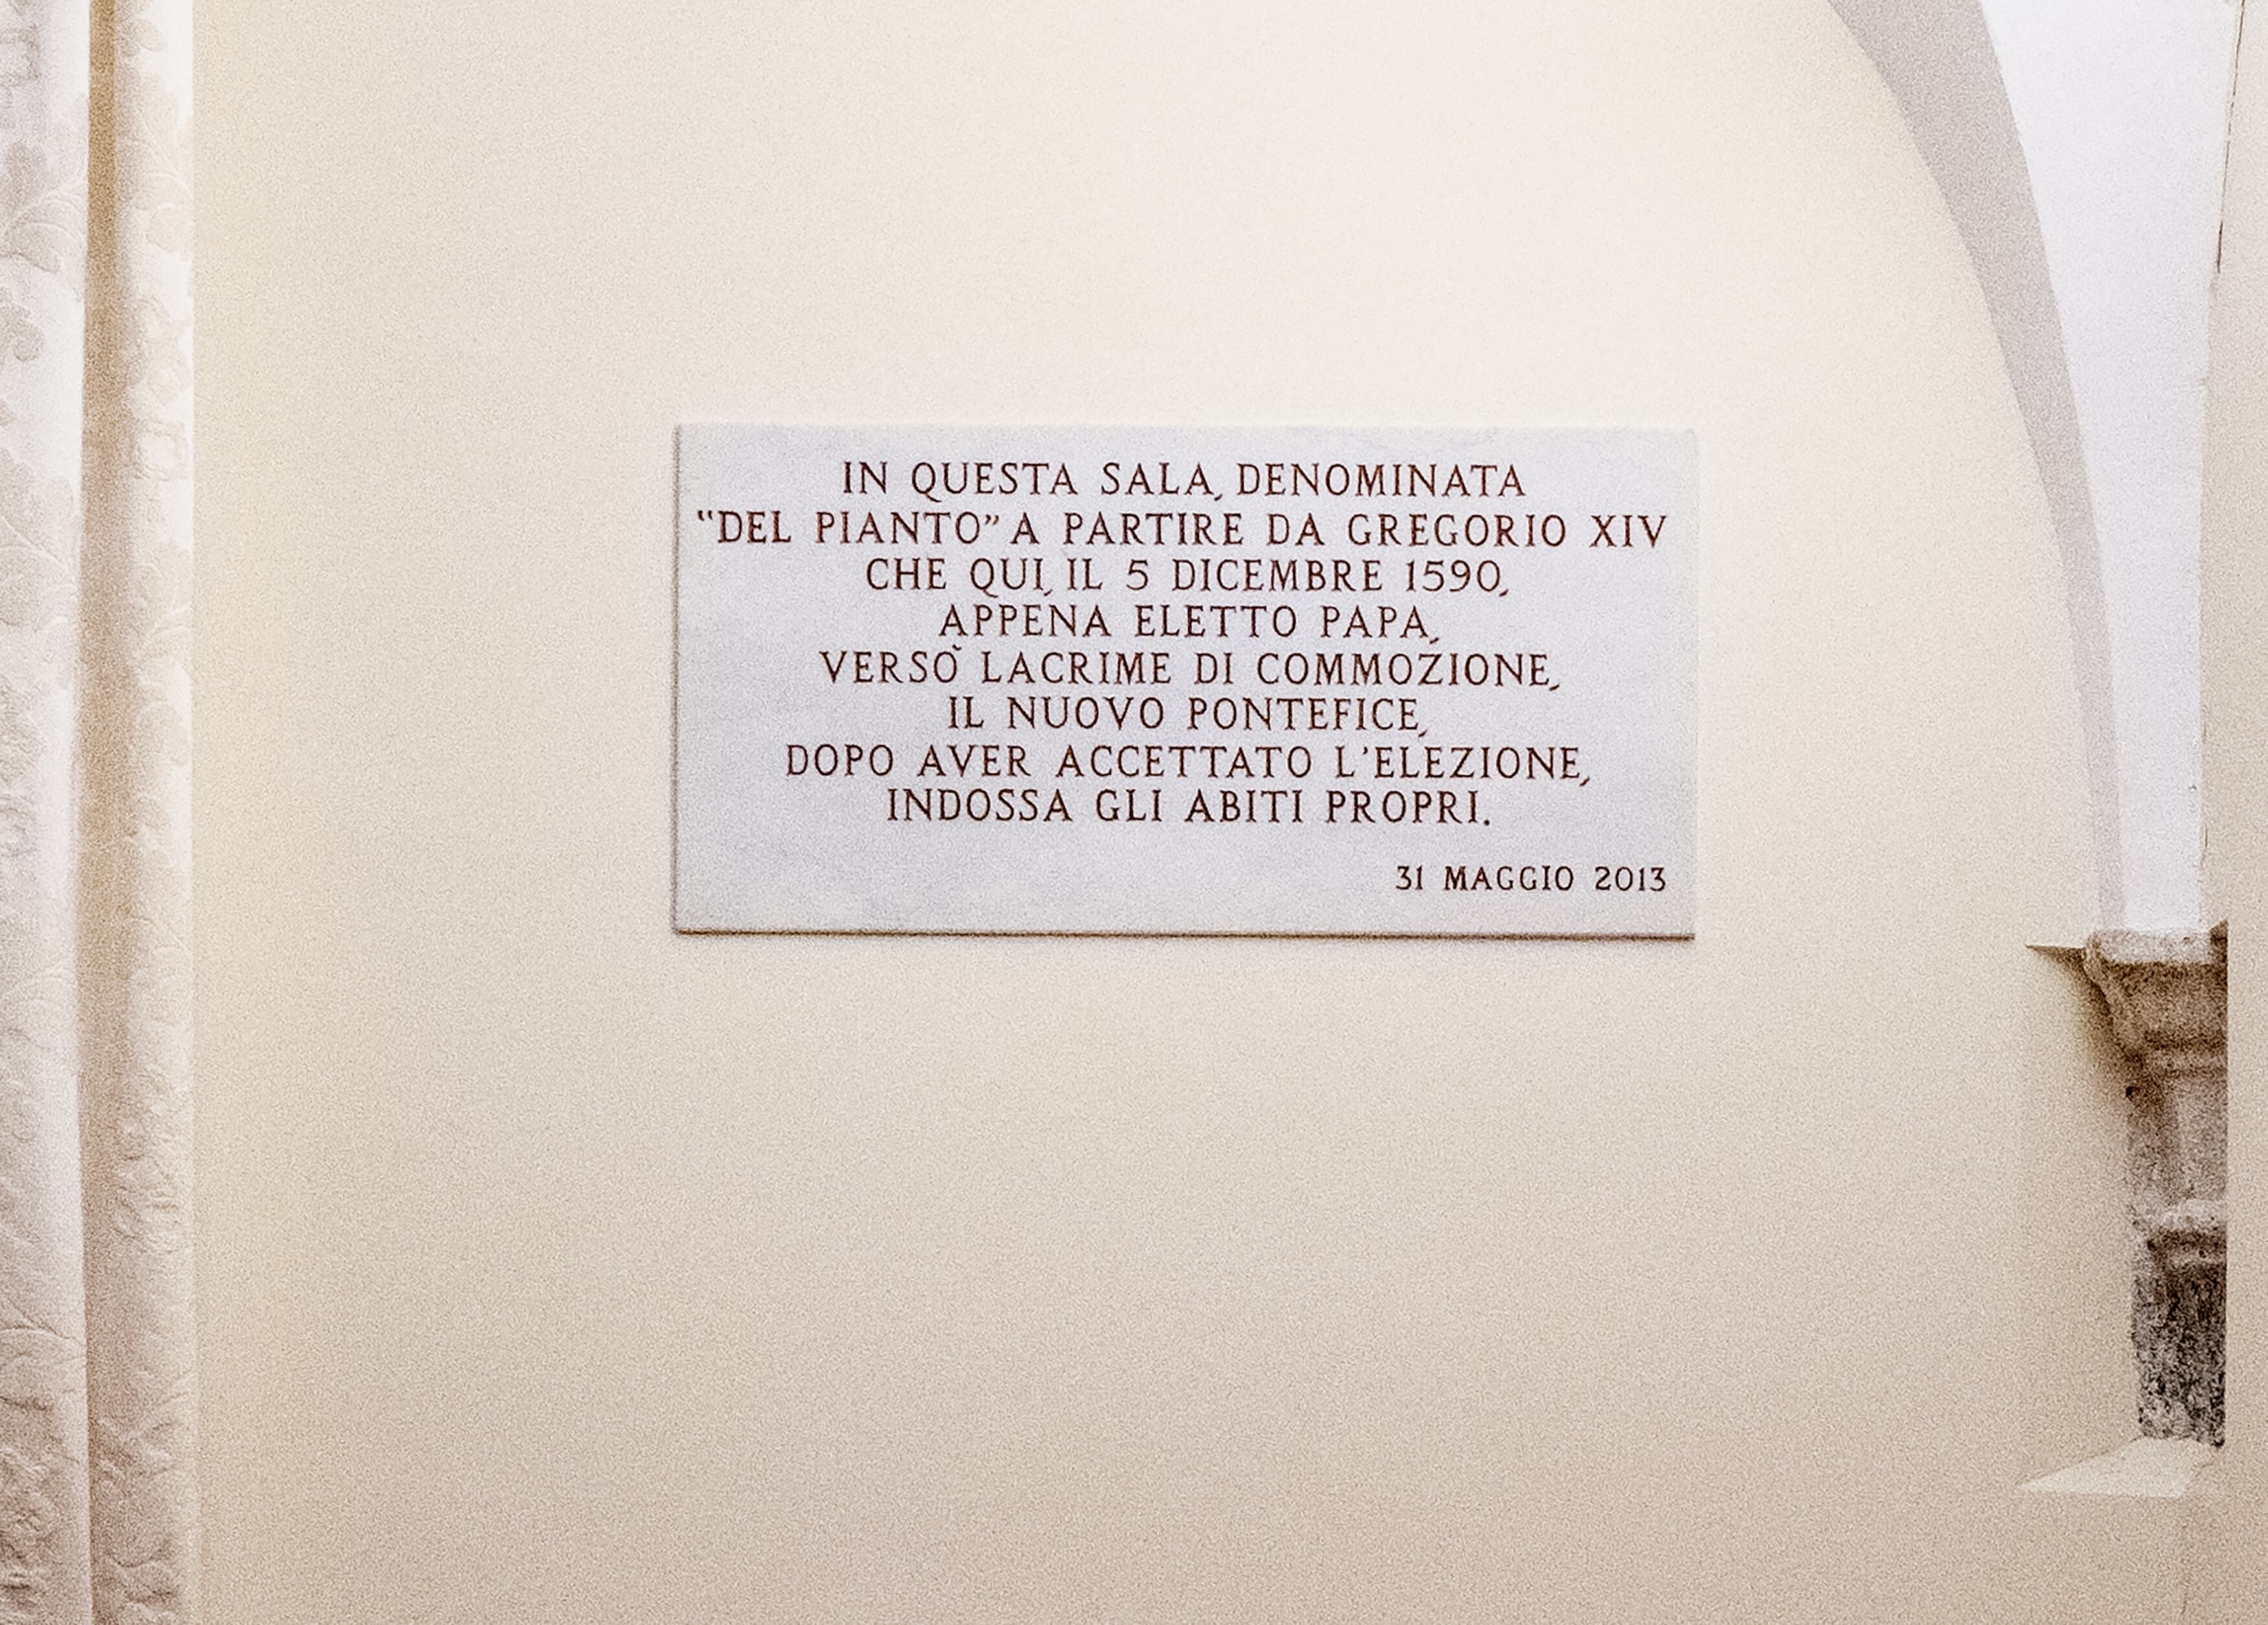 IN QUESTA SALA, DENOMINATA
“DEL PIANTO” A PARTIRE DA GREGORIO XIV
CHE QUI, IL 5 DICEMBRE 1590,
APPENA ELETTO PAPA,
VERSÒ LACRIME DI COMMOZIONE,
IL NUOVO PONTEFICE,
DOPO AVER ACCETTATO L'ELEZIONE,
INDOSSA GLI ABITI PROPRI.
31 MAGGIO 2013